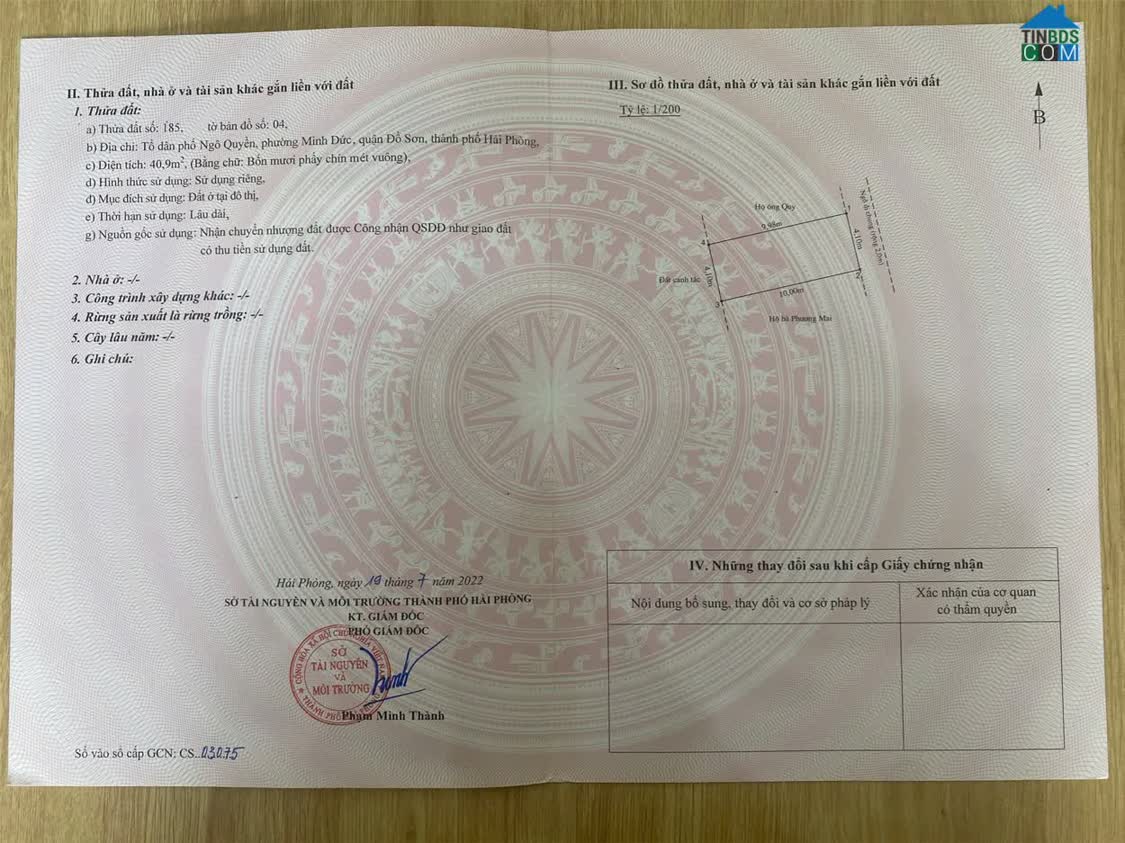 TINBDS
COM
II. Thửa đất, nhà ở và tài sản khác gắn liền với đất
1. Thửa đất:
a) Thửa đất số: 185, tờ bản đồ số: 04,
b) Địa chỉ: Tổ dân phố Ngô Quyền, phường Minh Đức, quận Đồ Sơn, thành phố Hải Phòng,
c) Diện tích: 40,9m², (Bằng chữ: Bốn mươi phẩy chín mét vuông),
d) Hình thức sử dụng: Sử dụng riêng,
đ) Mục đích sử dụng: Đất ở tại đô thị,
e) Thời hạn sử dụng: Lâu dài,
g) Nguồn gốc sử dụng: Nhận chuyển nhượng đất được Công nhận QSDĐ như giao đất
có thu tiền sử dụng đất.
2. Nhà ở: -/-
3. Công trình xây dựng khác: -/-
4. Rừng sản xuất là rừng trồng: -/-
5. Cây lâu năm: -/-
6. Ghi chú:
Hải Phòng, ngày 19 tháng 7 năm 2022
SỞ TÀI NGUYÊN VÀ MÔI TRƯỜNG THÀNH PHỐ HẢI PHÒNG
KT. GIÁM ĐỐC
PHÓ GIÁM ĐỐC
SỞ
TÀI NGUYÊN
VÀ
MÔI TRƯỜNG
Phạm Minh Thành
Số vào sổ cấp GCN: CS..03075
III. Sơ đồ thửa đất, nhà ở và tài sản khác gắn liền với đất
Tỷ lệ: 1/200
B
Hộ ông Quy
9,98m
1
4
4,10m
Ngõ đi chung (rộng 2,0m)
Đất canh tác
4,10m
2
3
10,00m
Hộ bà Phương Mai
IV. Những thay đổi sau khi cấp Giấy chứng nhận
Nội dung bổ sung, thay đổi và cơ sở pháp lý
Xác nhận của cơ quan
có thẩm quyền